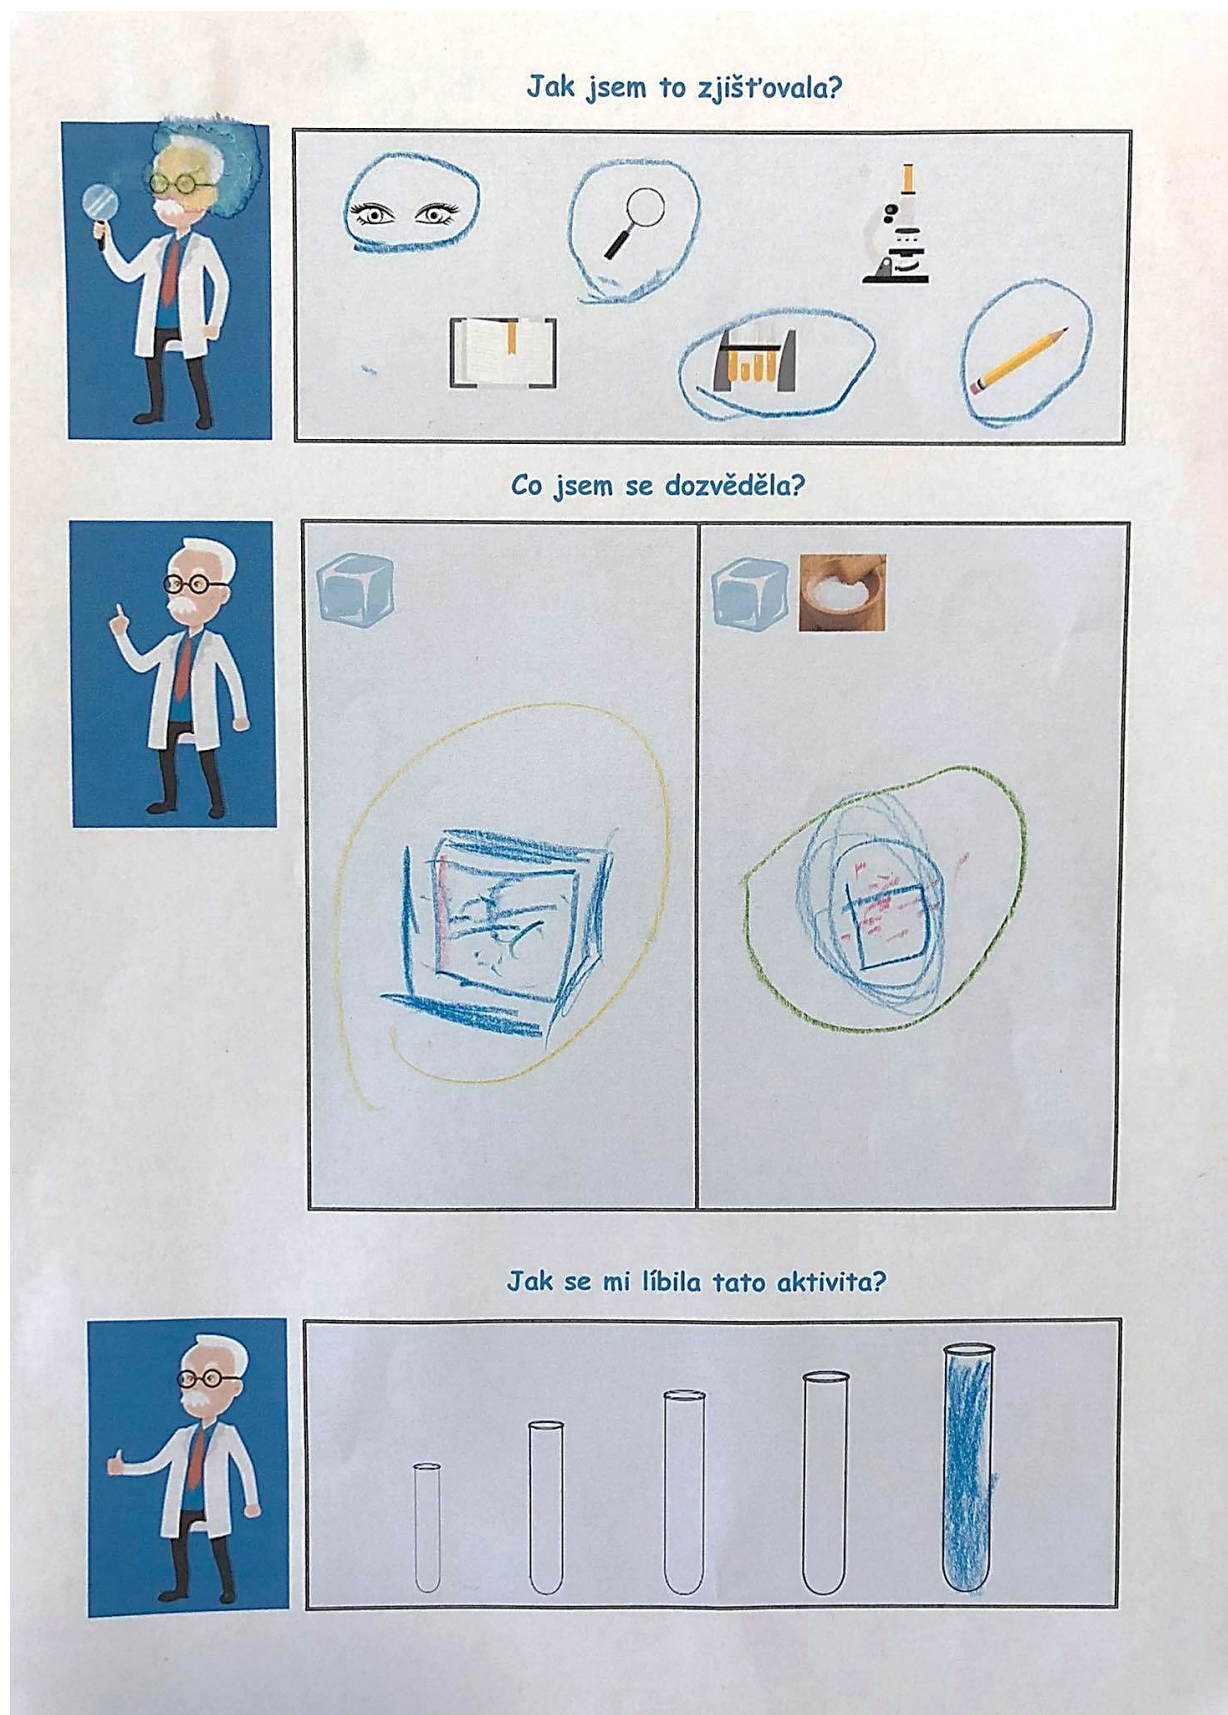 Jak jsem to zjišťovala?
Co jsem se dozvěděla?
Jak se mi líbila tato aktivita?